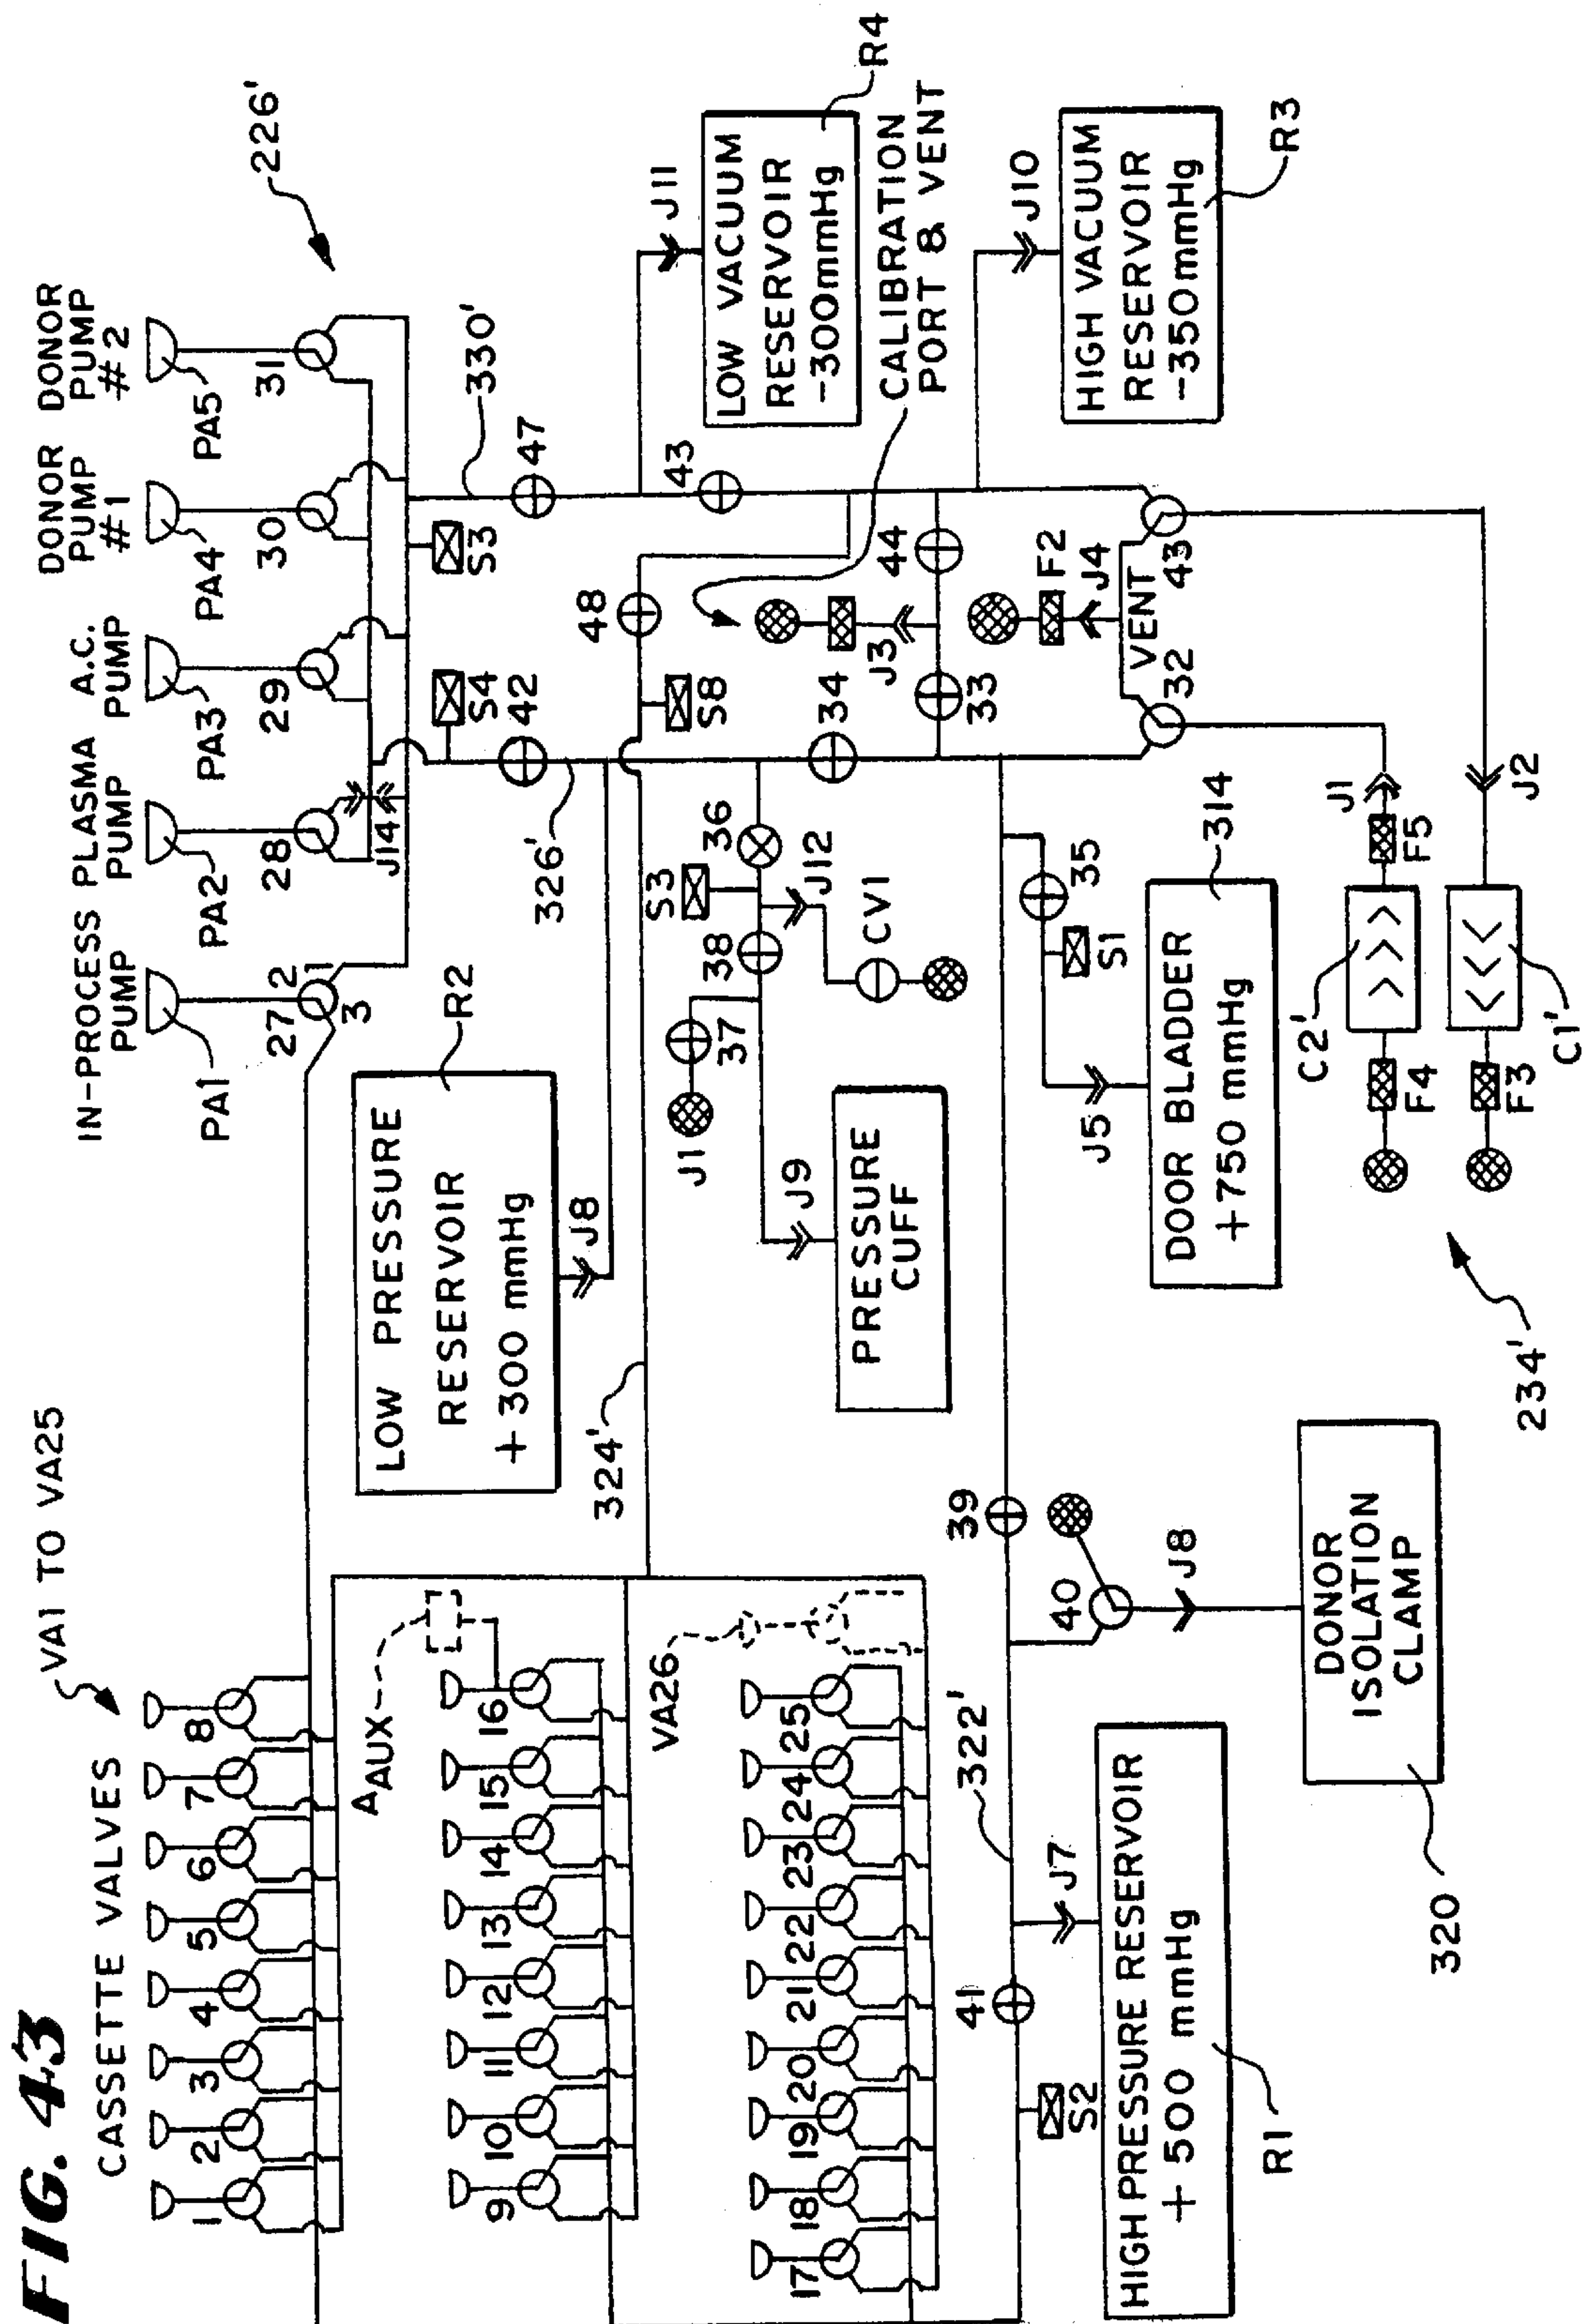 FIG. 43
CASSETTE VALVES
VA1 TO VA25
1
2
3
4
5
6
7
8
9
10
11
12
13
14
15
16
AAUX
17
18
19
20
21
22
23
24
25
VA26
IN-PROCESS
PUMP
PLASMA
PUMP
A.C.
PUMP
DONOR
PUMP
#1
DONOR
PUMP
#2
PA1
PA2
PA3
PA4
PA5
27
2
1
3
28
J14
29
30
31
226'
S4
42
326'
S3
47
330'
LOW PRESSURE
RESERVOIR
+ 300 mmHg
R2
J8
324'
48
S8
43
J11
LOW VACUUM
RESERVOIR
-300mmHg
R4
CALIBRATION
PORT & VENT
34
J3
33
44
36
S3
38
J12
CV1
37
J1
J9
PRESSURE
CUFF
F2
J4
VENT
32
43
J10
HIGH VACUUM
RESERVOIR
-350mmHg
R3
35
S1
J5
DOOR BLADDER
+750 mmHg
314
J1
F5
C2'
F4
J2
C1'
F3
234'
39
40
J8
DONOR
ISOLATION
CLAMP
320
322'
41
J7
S2
HIGH PRESSURE RESERVOIR
+ 500 mmHg
R1